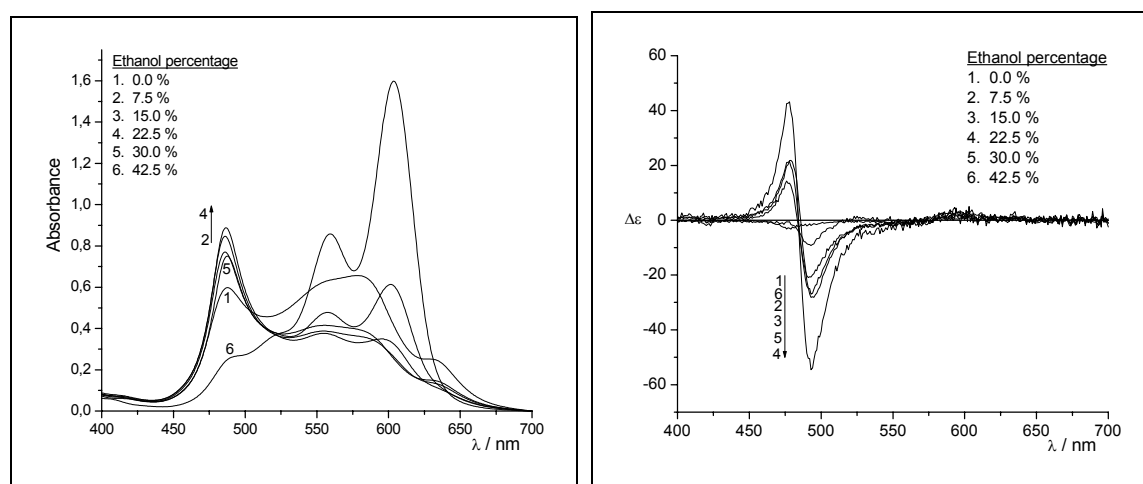 Ethanol percentage
1. 0.0 %
2. 7.5 %
3. 15.0 %
4. 22.5 %
5. 30.0 %
6. 42.5 %
Absorbance
1,6
1,4
1,2
1,0
0,8
0,6
0,4
0,2
0,0
4
2
5
1
6
400 450 500 550 600 650 700
λ / nm
Ethanol percentage
1. 0.0 %
2. 7.5 %
3. 15.0 %
4. 22.5 %
5. 30.0 %
6. 42.5 %
60
40
20
0
-20
-40
-60
Δε
1
6
2
3
5
4
400 450 500 550 600 650 700
λ / nm